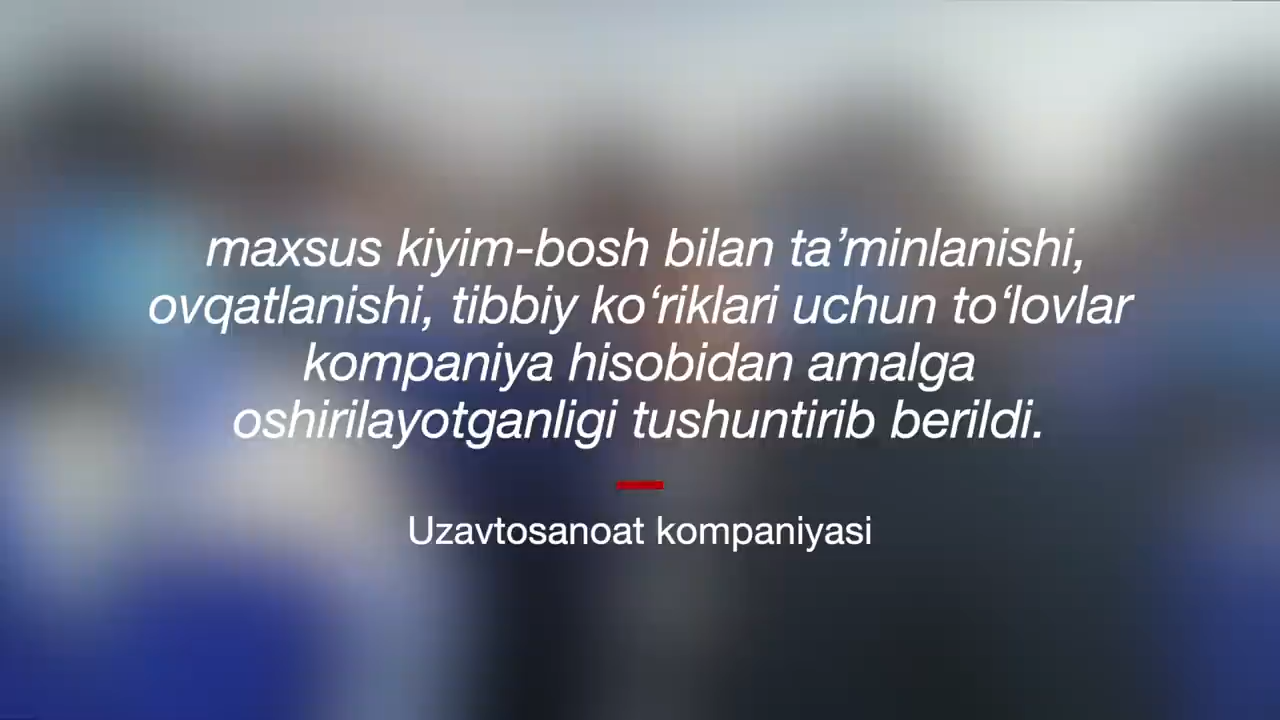 maxsus kiyim-bosh bilan ta’minlanishi,
ovqatlanishi, tibbiy ko‘riklari uchun to‘lovlar
kompaniya hisobidan amalga
oshirilayotganligi tushuntirib berildi.
Uzavtosanoat kompaniyasi